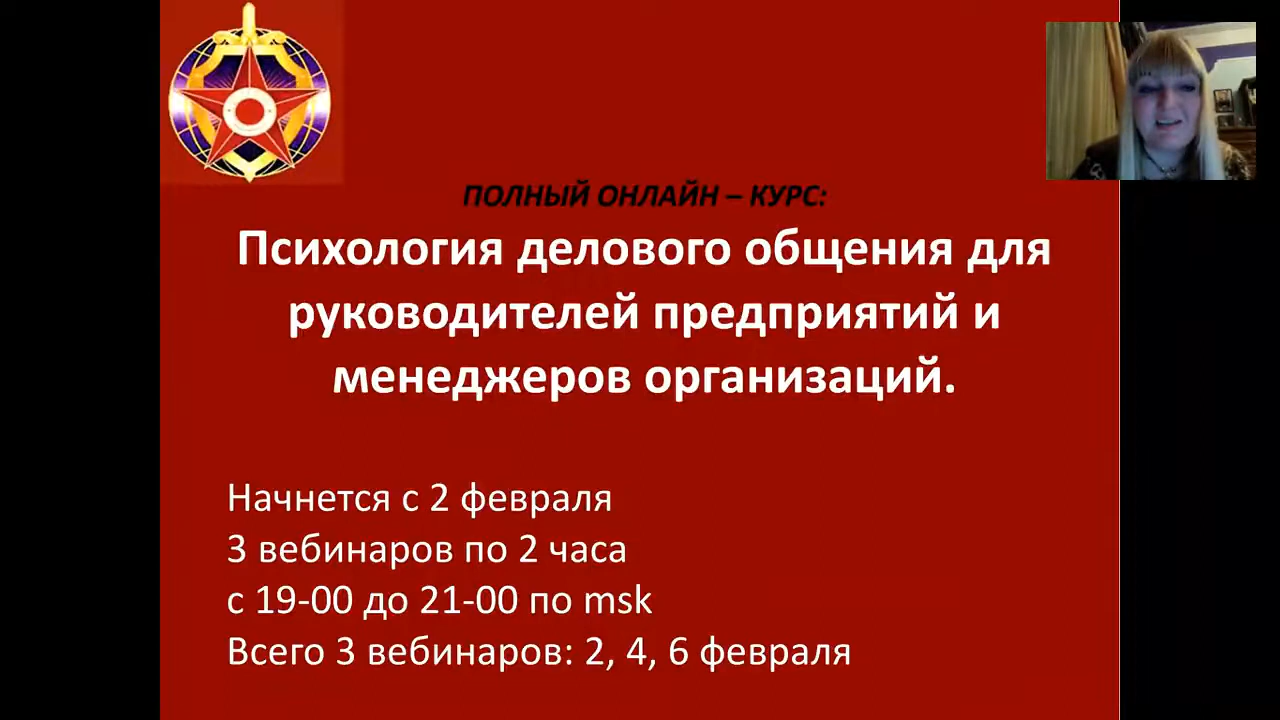 ПОЛНЫЙ ОНЛАЙН – КУРС:
Психология делового общения для
руководителей предприятий и
менеджеров организаций.
Начнется с 2 февраля
3 вебинаров по 2 часа
с 19-00 до 21-00 по msk
Всего 3 вебинаров: 2, 4, 6 февраля